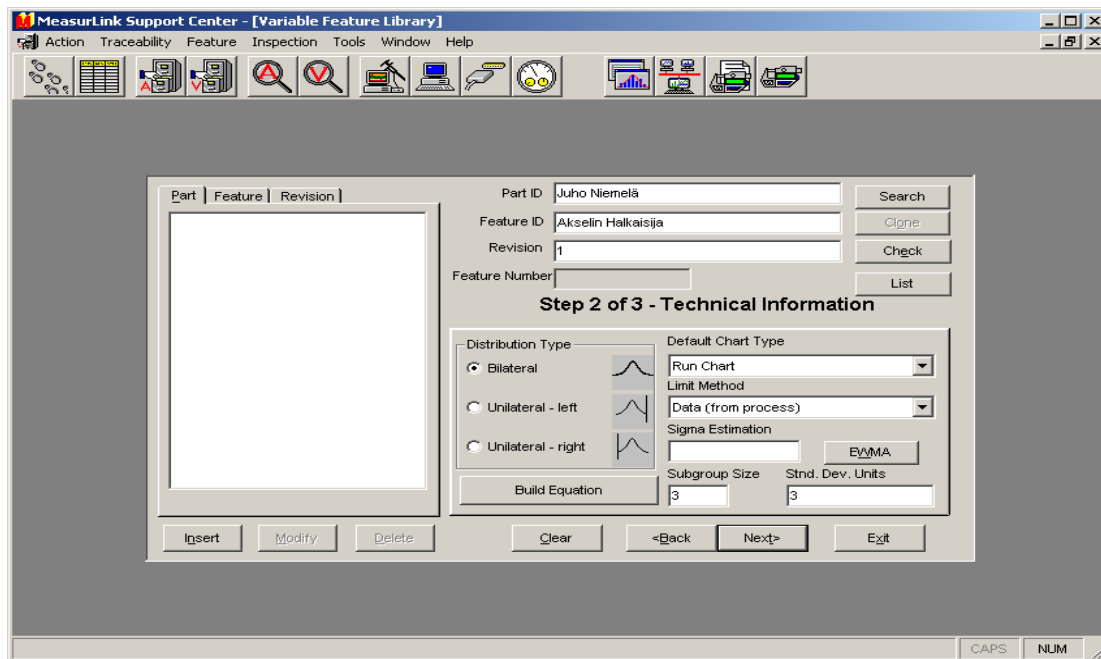 MeasurLink Support Center - [Variable Feature Library]
Action Traceability Feature Inspection Tools Window Help
A V A V
Part Feature Revision
Part ID Juho Niemelä Search
Feature ID Akselin Halkaisija Clone
Revision 1 Check
Feature Number List
Step 2 of 3 - Technical Information
Distribution Type
Bilateral
Unilateral - left
Unilateral - right
Build Equation
Default Chart Type
Run Chart
Limit Method
Data (from process)
Sigma Estimation
EWMA
Subgroup Size Stnd. Dev. Units
3 3
Insert Modify Delete Clear <Back Next> Exit
CAPS NUM